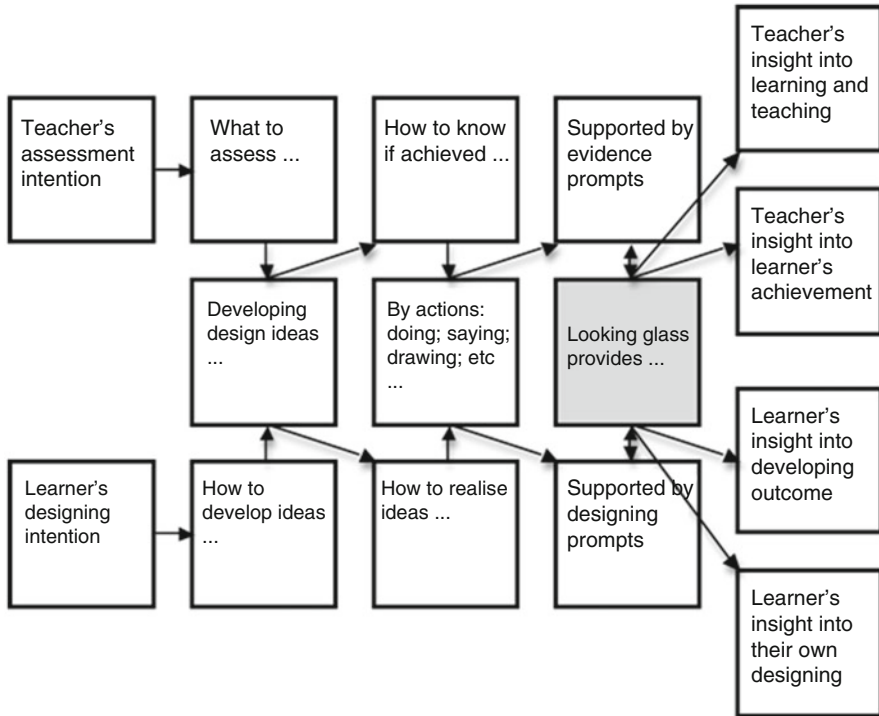 Teacher's
assessment
intention
What to
assess ...
How to know
if achieved ...
Supported by
evidence
prompts
Teacher's
insight into
learning and
teaching
Teacher's
insight into
learner's
achievement
Developing
design ideas
...
By actions:
doing; saying;
drawing; etc
...
Looking glass
provides ...
Learner's
insight into
developing
outcome
Learner's
designing
intention
How to
develop ideas
...
How to realise
ideas ...
Supported by
designing
prompts
Learner's
insight into
their own
designing